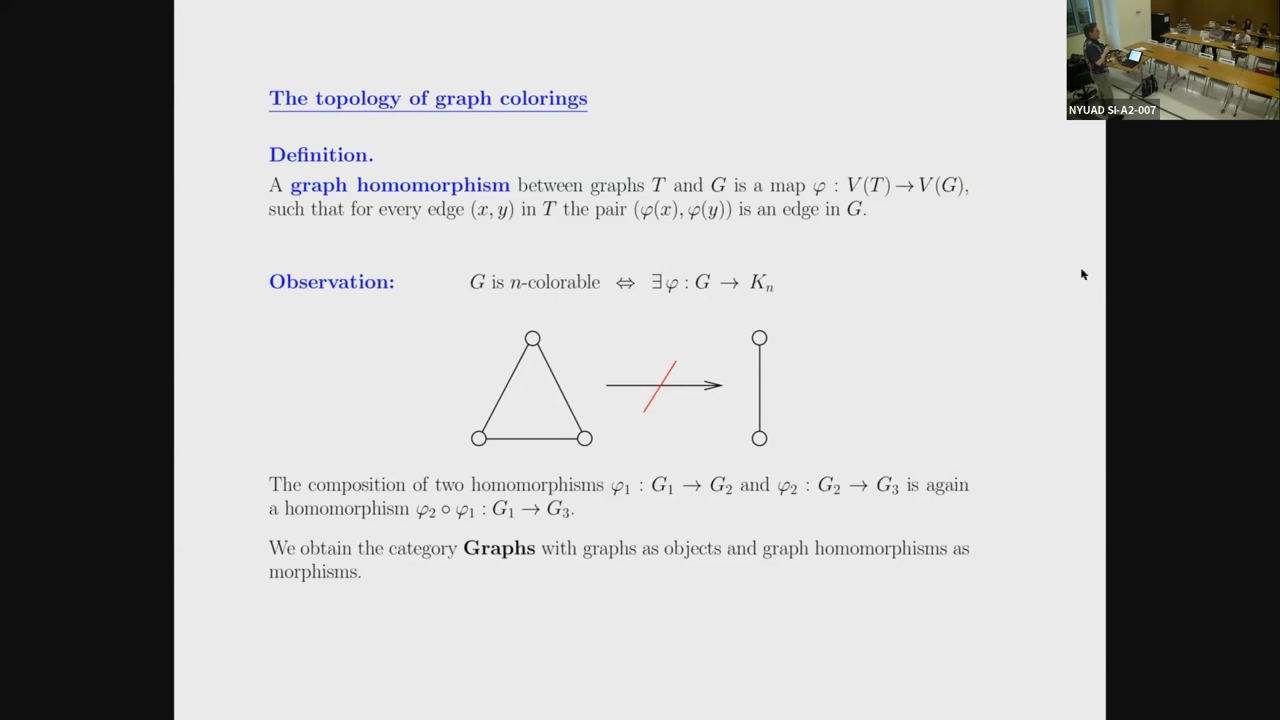 The topology of graph colorings
NYUAD SI-A2-007
Definition.
A graph homomorphism between graphs T and G is a map φ : V(T) → V(G),
such that for every edge (x, y) in T the pair (φ(x), φ(y)) is an edge in G.
Observation: G is n-colorable ⇔ ∃ φ : G → Kₙ
The composition of two homomorphisms φ₁ : G₁ → G₂ and φ₂ : G₂ → G₃ is again
a homomorphism φ₂ ∘ φ₁ : G₁ → G₃.
We obtain the category Graphs with graphs as objects and graph homomorphisms as
morphisms.